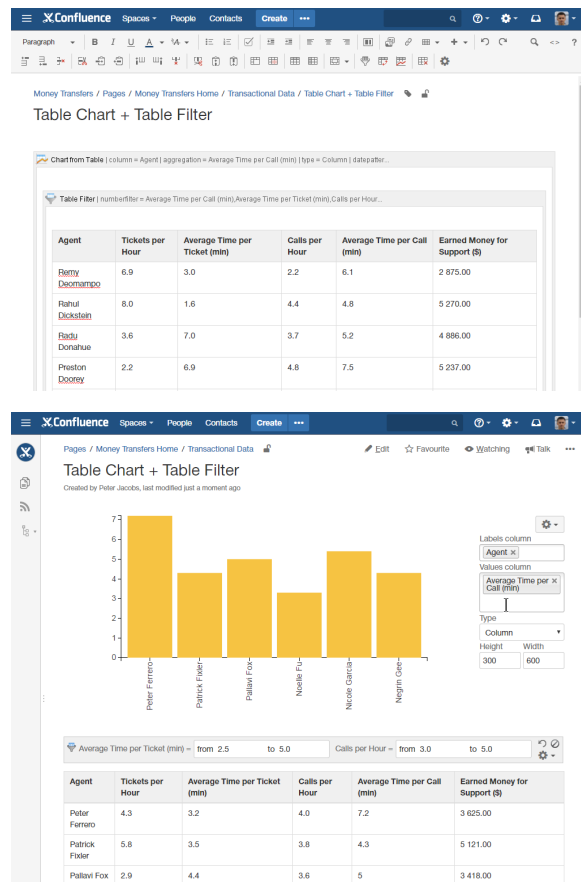 Confluence Spaces People Contacts Create •••
Paragraph B I U A
Money Transfers / Pages / Money Transfers Home / Transactional Data / Table Chart + Table Filter
Table Chart + Table Filter
Chart from Table | column = Agent | aggregation = Average Time per Call (min) | type = Column | datepatter...
Table Filter | numberfilter = Average Time per Call (min),Average Time per Ticket (min),Calls per Hour...
Agent Tickets per Hour Average Time per Ticket (min) Calls per Hour Average Time per Call (min) Earned Money for Support ($)
Remy Deomampo 6.9 3.0 2.2 6.1 2 875.00
Rahul Dickstein 8.0 1.6 4.4 4.8 5 270.00
Radu Donahue 3.6 7.0 3.7 5.2 4 886.00
Preston Doorey 2.2 6.9 4.8 7.5 5 237.00
Confluence Spaces People Contacts Create •••
Pages / Money Transfers Home / Transactional Data Edit Favourite Watching Talk •••
Table Chart + Table Filter
Created by Peter Jacobs, last modified just a moment ago
7
6
5
4
3
2
1
0
Peter Ferrero
Patrick Fixler
Pallavi Fox
Noelle Fu
Nicole Garcia
Negrin Gee
Labels column
Agent ×
Values column
Average Time per Call (min) ×
Type
Column
Height Width
300 600
Average Time per Ticket (min) = from 2.5 to 5.0 Calls per Hour = from 3.0 to 5.0
Agent Tickets per Hour Average Time per Ticket (min) Calls per Hour Average Time per Call (min) Earned Money for Support ($)
Peter Ferrero 4.3 3.2 4.0 7.2 3 625.00
Patrick Fixler 5.8 3.5 3.8 4.3 5 121.00
Pallavi Fox 2.9 4.4 3.6 5 3 418.00